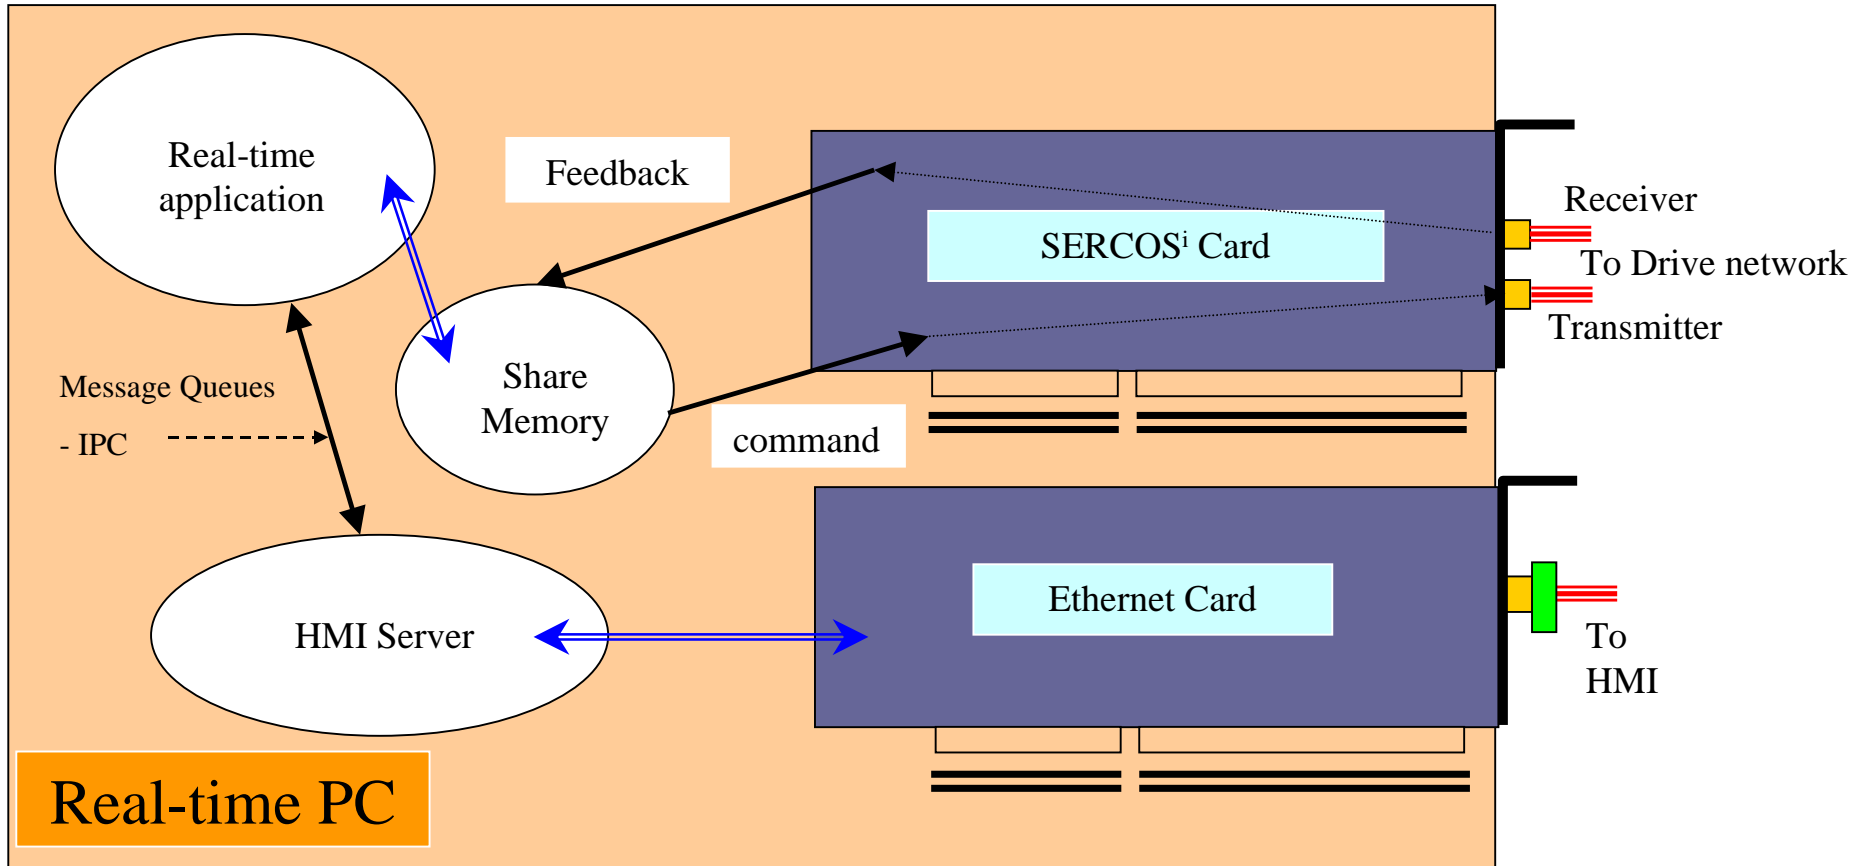 Real-time
application
Feedback
SERCOSⁱ Card
Receiver
To Drive network
Transmitter
Share
Memory
Message Queues
- IPC
command
HMI Server
Ethernet Card
To
HMI
Real-time PC